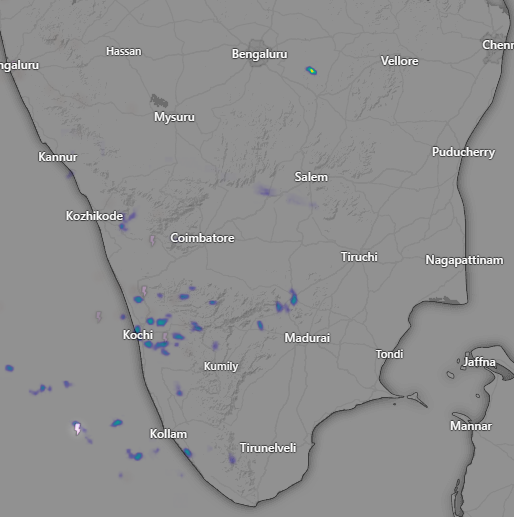 Hassan
Bengaluru
Chenn
ngaluru
Vellore
Mysuru
Kannur
Puducherry
Salem
Kozhikode
Coimbatore
Tiruchi
Nagapattinam
Kochi
Madurai
Tondi
Kumily
Jaffna
Mannar
Kollam
Tirunelveli